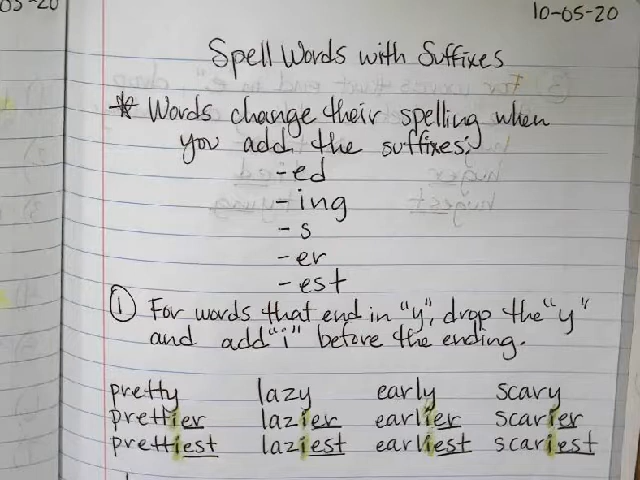 05-20
10-05-20
Spell Words with Suffixes
* Words change their spelling when
you add the suffixes:
-ed
-ing
-s
-er
-est
① For words that end in "y", drop the "y"
and add "i" before the ending.
pretty lazy early scary
prettier lazier earlier scarier
prettiest laziest earliest scariest